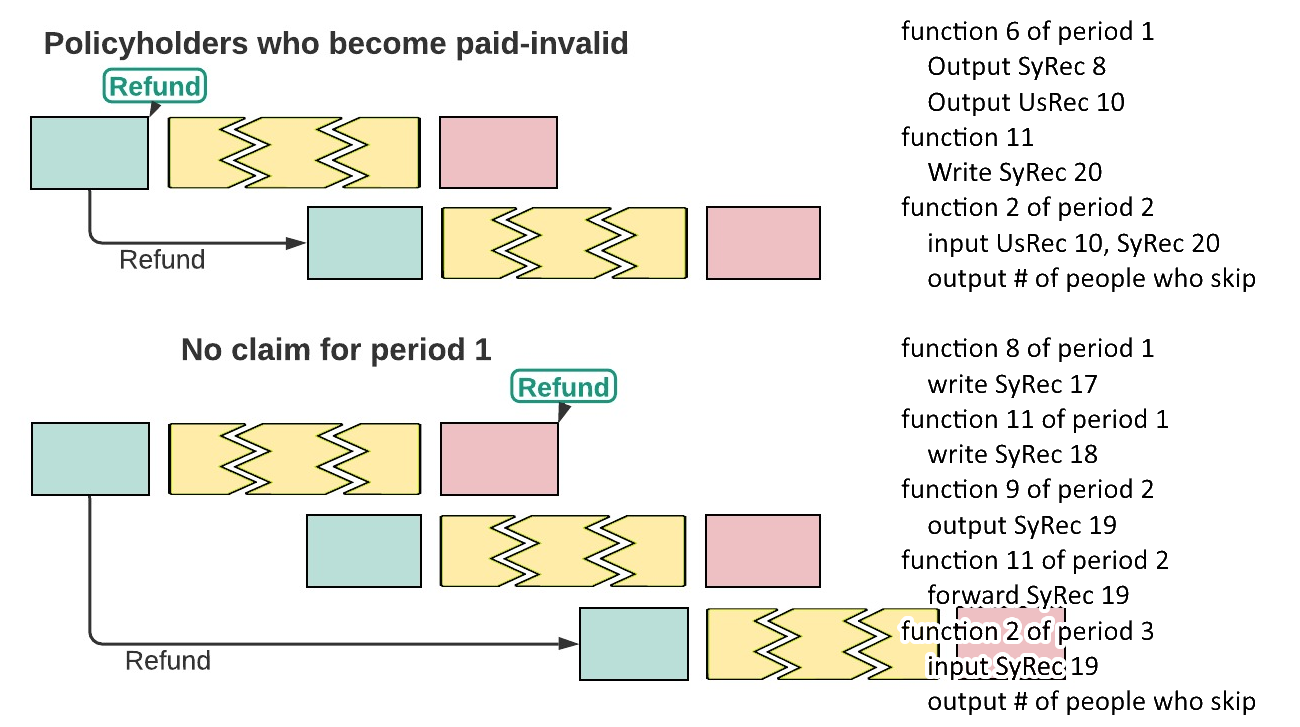 Policyholders who become paid-invalid
Refund
Refund
function 6 of period 1
Output SyRec 8
Output UsRec 10
function 11
Write SyRec 20
function 2 of period 2
input UsRec 10, SyRec 20
output # of people who skip
No claim for period 1
Refund
Refund
function 8 of period 1
write SyRec 17
function 11 of period 1
write SyRec 18
function 9 of period 2
output SyRec 19
function 11 of period 2
forward SyRec 19
function 2 of period 3
input SyRec 19
output # of people who skip